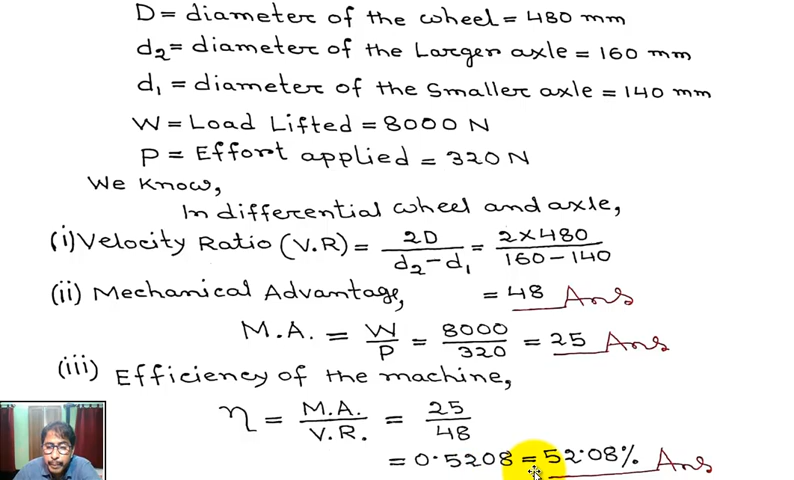 D = diameter of the wheel = 480 mm
d₂ = diameter of the Larger axle = 160 mm
d₁ = diameter of the Smaller axle = 140 mm
W = Load Lifted = 8000 N
P = Effort applied = 320 N
We Know,
In differential wheel and axle,
(i) Velocity Ratio (V.R) = 2D / (d₂ - d₁) = 2×480 / (160-140)
= 48 Ans
(ii) Mechanical Advantage,
M.A. = W/P = 8000/320 = 25 Ans
(iii) Efficiency of the machine,
η = M.A./V.R. = 25/48
= 0.5208 = 52.08% Ans